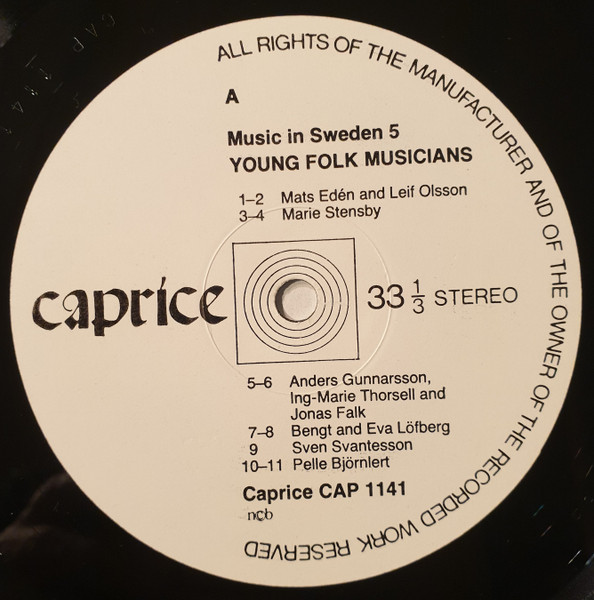 ALL RIGHTS OF THE MANUFACTURER AND OF THE OWNER OF THE RECORDED WORK RESERVED
A
Music in Sweden 5
YOUNG FOLK MUSICIANS
1–2 Mats Edén and Leif Olsson
3–4 Marie Stensby
caprice
33 1/3 STEREO
5–6 Anders Gunnarsson,
Ing-Marie Thorsell and
Jonas Falk
7–8 Bengt and Eva Löfberg
9 Sven Svantesson
10–11 Pelle Björnlert
Caprice CAP 1141
ncb